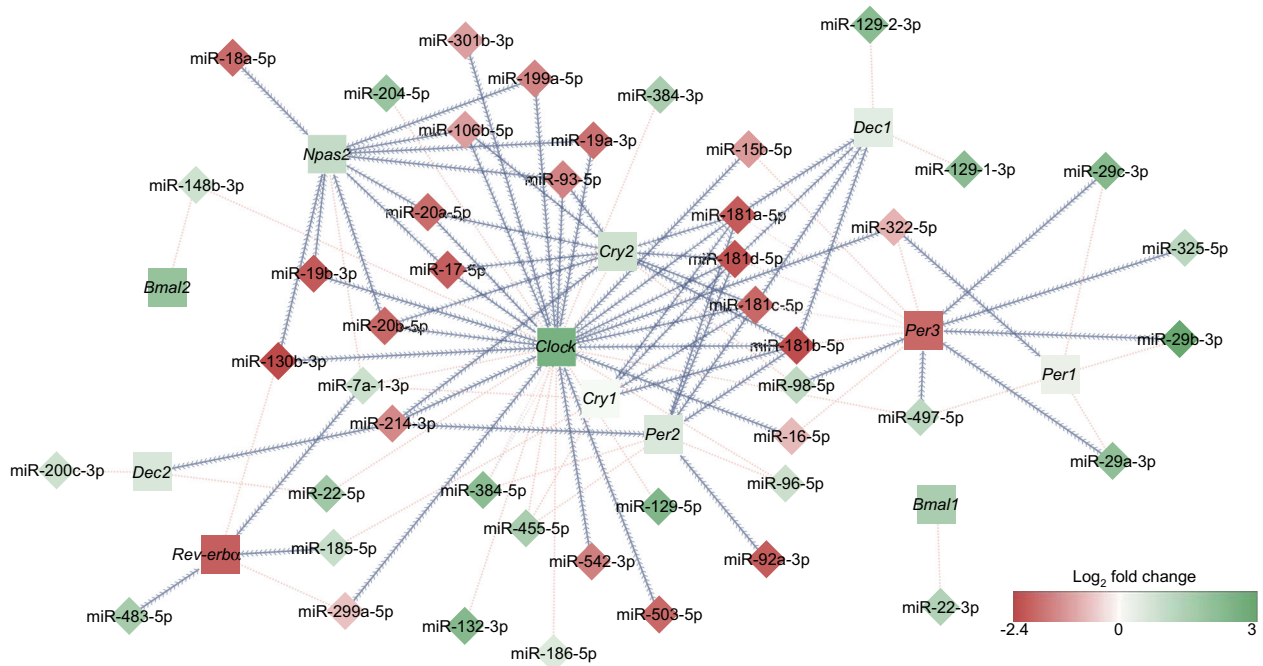 miR-129-2-3p
miR-301b-3p
miR-18a-5p
miR-199a-5p
miR-204-5p
miR-384-3p
miR-106b-5p
Dec1
miR-19a-3p
miR-15b-5p
Npas2
miR-129-1-3p
miR-29c-3p
miR-93-5p
miR-148b-3p
miR-20a-5p
miR-181a-5p
miR-322-5p
miR-325-5p
Cry2
miR-181d-5p
miR-17-5p
miR-19b-3p
Bmal2
miR-181c-5p
miR-20b-5p
Per3
miR-29b-3p
Clock
miR-181b-5p
miR-130b-3p
Per1
miR-7a-1-3p
miR-98-5p
Cry1
miR-497-5p
miR-214-3p
Per2
miR-16-5p
miR-29a-3p
miR-200c-3p
Dec2
miR-96-5p
miR-384-5p
miR-22-5p
Bmal1
miR-129-5p
miR-455-5p
miR-185-5p
Rev-erbα
miR-542-3p
miR-92a-3p
Log2 fold change
miR-22-3p
miR-299a-5p
miR-483-5p
miR-503-5p
miR-132-3p
-2.4 0 3
miR-186-5p